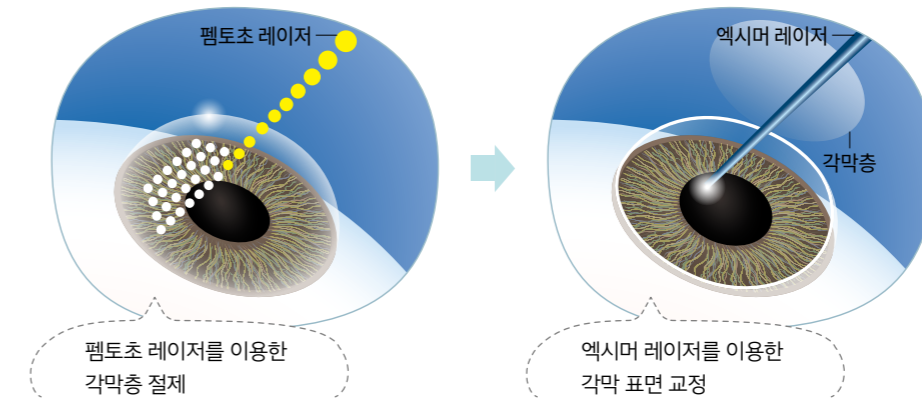 펨토초 레이저
엑시머 레이저
각막층
펨토초 레이저를 이용한
각막층 절제
엑시머 레이저를 이용한
각막 표면 교정